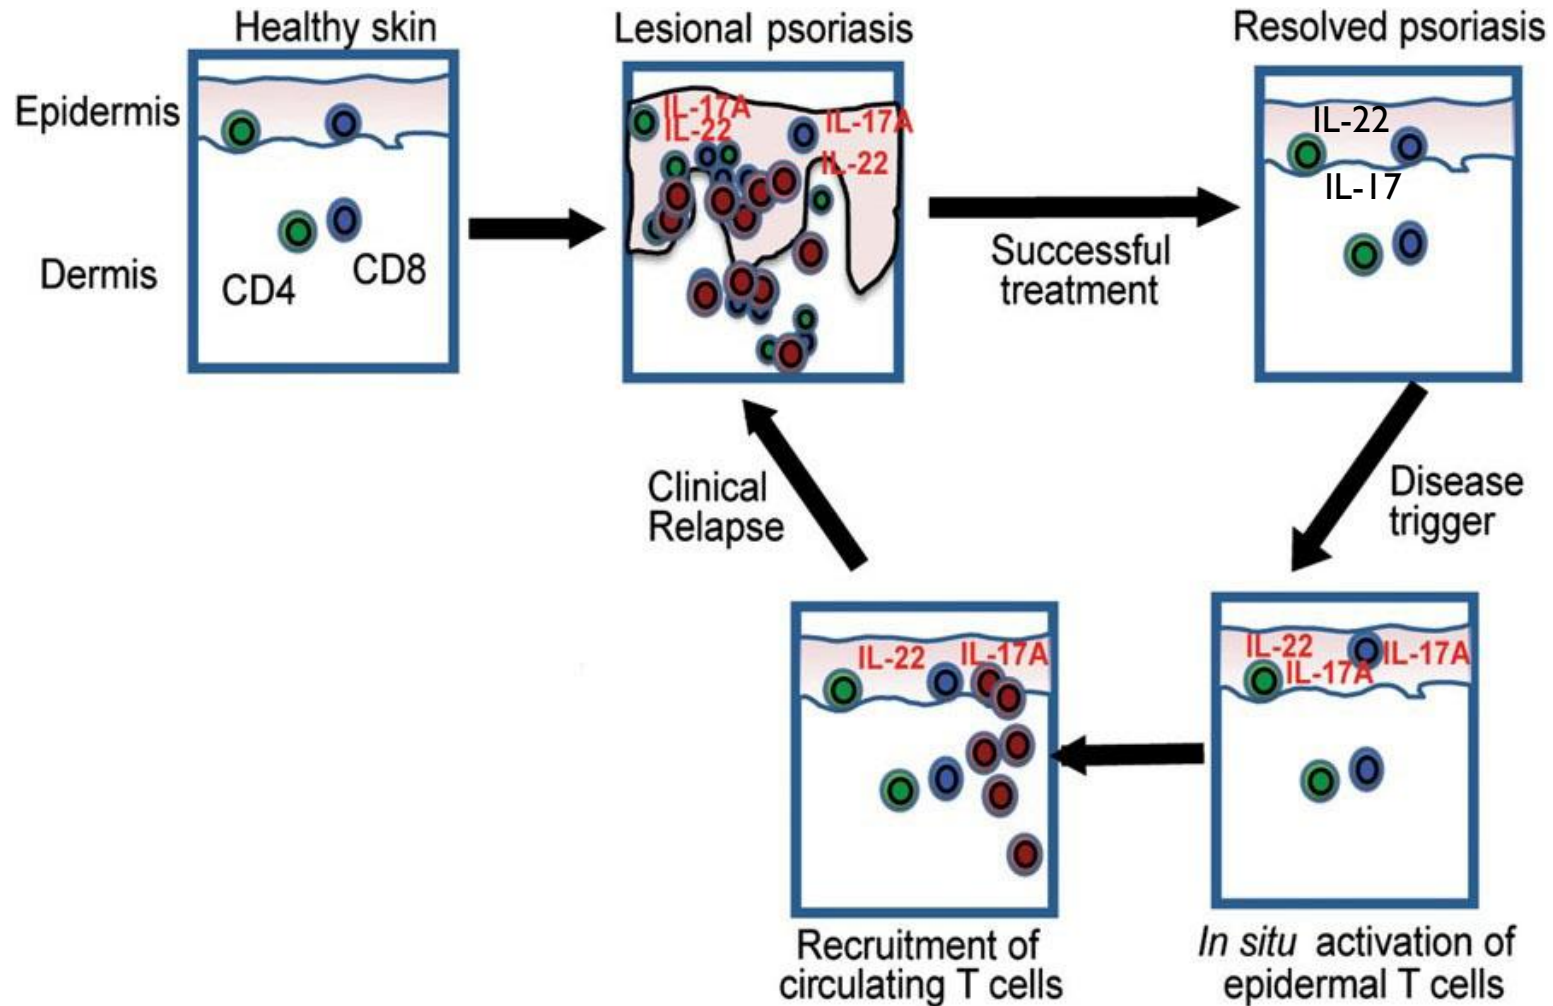 Healthy skin
Lesional psoriasis
Resolved psoriasis
Epidermis
Dermis
CD4
CD8
IL-17A
IL-22
IL-17A
IL-22
Successful
treatment
IL-22
IL-17
Clinical
Relapse
Disease
trigger
IL-22
IL-17A
IL-22
IL-17A
IL-17A
Recruitment of
circulating T cells
In situ activation of
epidermal T cells